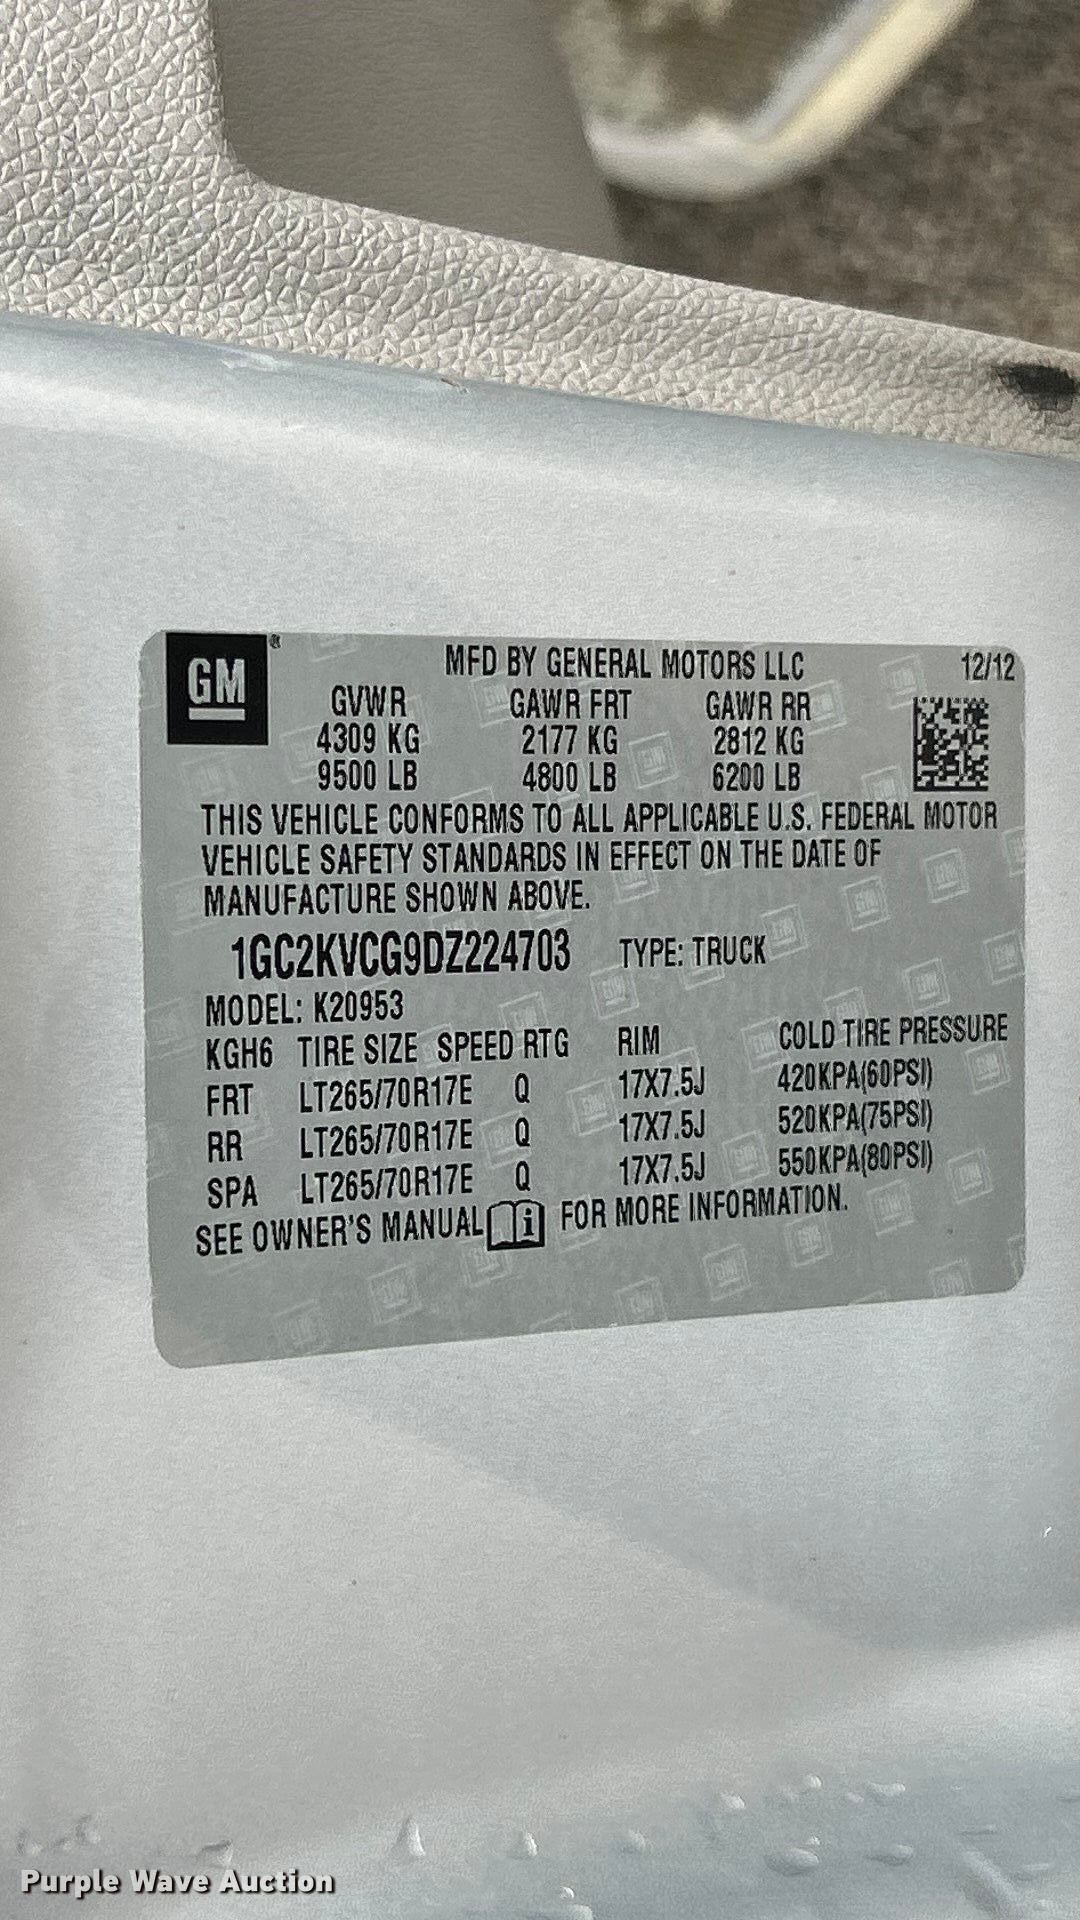 GM®
MFD BY GENERAL MOTORS LLC 12/12
GVWR GAWR FRT GAWR RR
4309 KG 2177 KG 2812 KG
9500 LB 4800 LB 6200 LB
THIS VEHICLE CONFORMS TO ALL APPLICABLE U.S. FEDERAL MOTOR
VEHICLE SAFETY STANDARDS IN EFFECT ON THE DATE OF
MANUFACTURE SHOWN ABOVE.
1GC2KVCG9DZ224703 TYPE: TRUCK
MODEL: K20953
KGH6 TIRE SIZE SPEED RTG RIM COLD TIRE PRESSURE
FRT LT265/70R17E Q 17X7.5J 420KPA(60PSI)
RR LT265/70R17E Q 17X7.5J 520KPA(75PSI)
SPA LT265/70R17E Q 17X7.5J 550KPA(80PSI)
SEE OWNER'S MANUAL i FOR MORE INFORMATION.
Purple Wave Auction